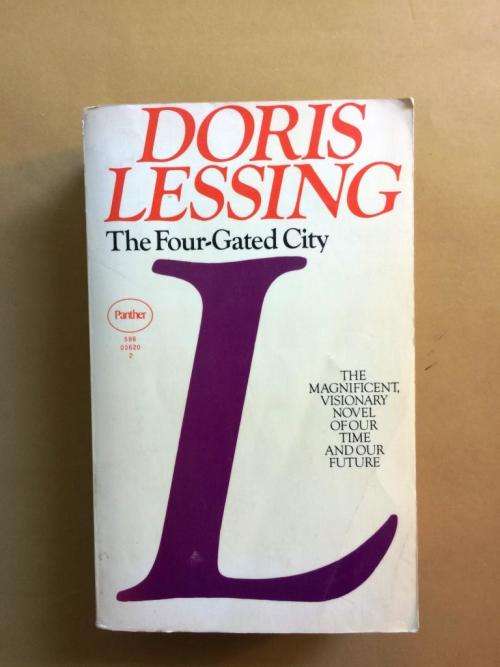 DORIS
LESSING
The Four-Gated City
Panther
586
03620
2
L
THE
MAGNIFICENT,
VISIONARY
NOVEL
OF OUR
TIME
AND OUR
FUTURE